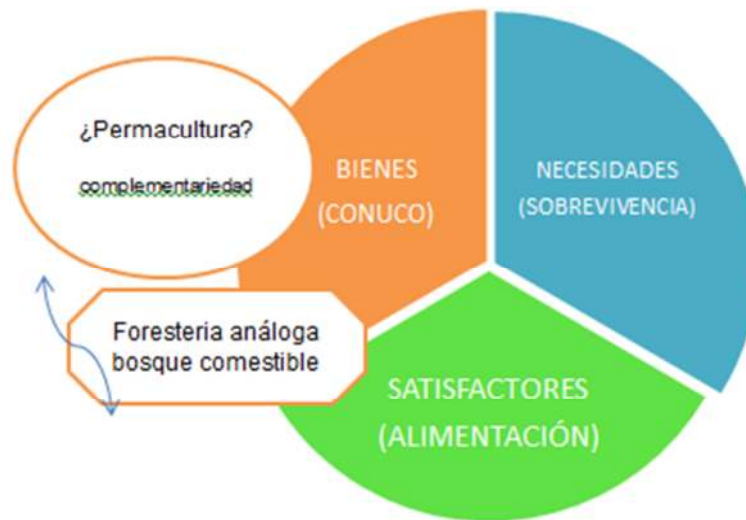 ¿Permacultura?
complementariedad
BIENES
(CONUCO)
NECESIDADES
(SOBREVIVENCIA)
Foresteria análoga
bosque comestible
SATISFACTORES
(ALIMENTACIÓN)